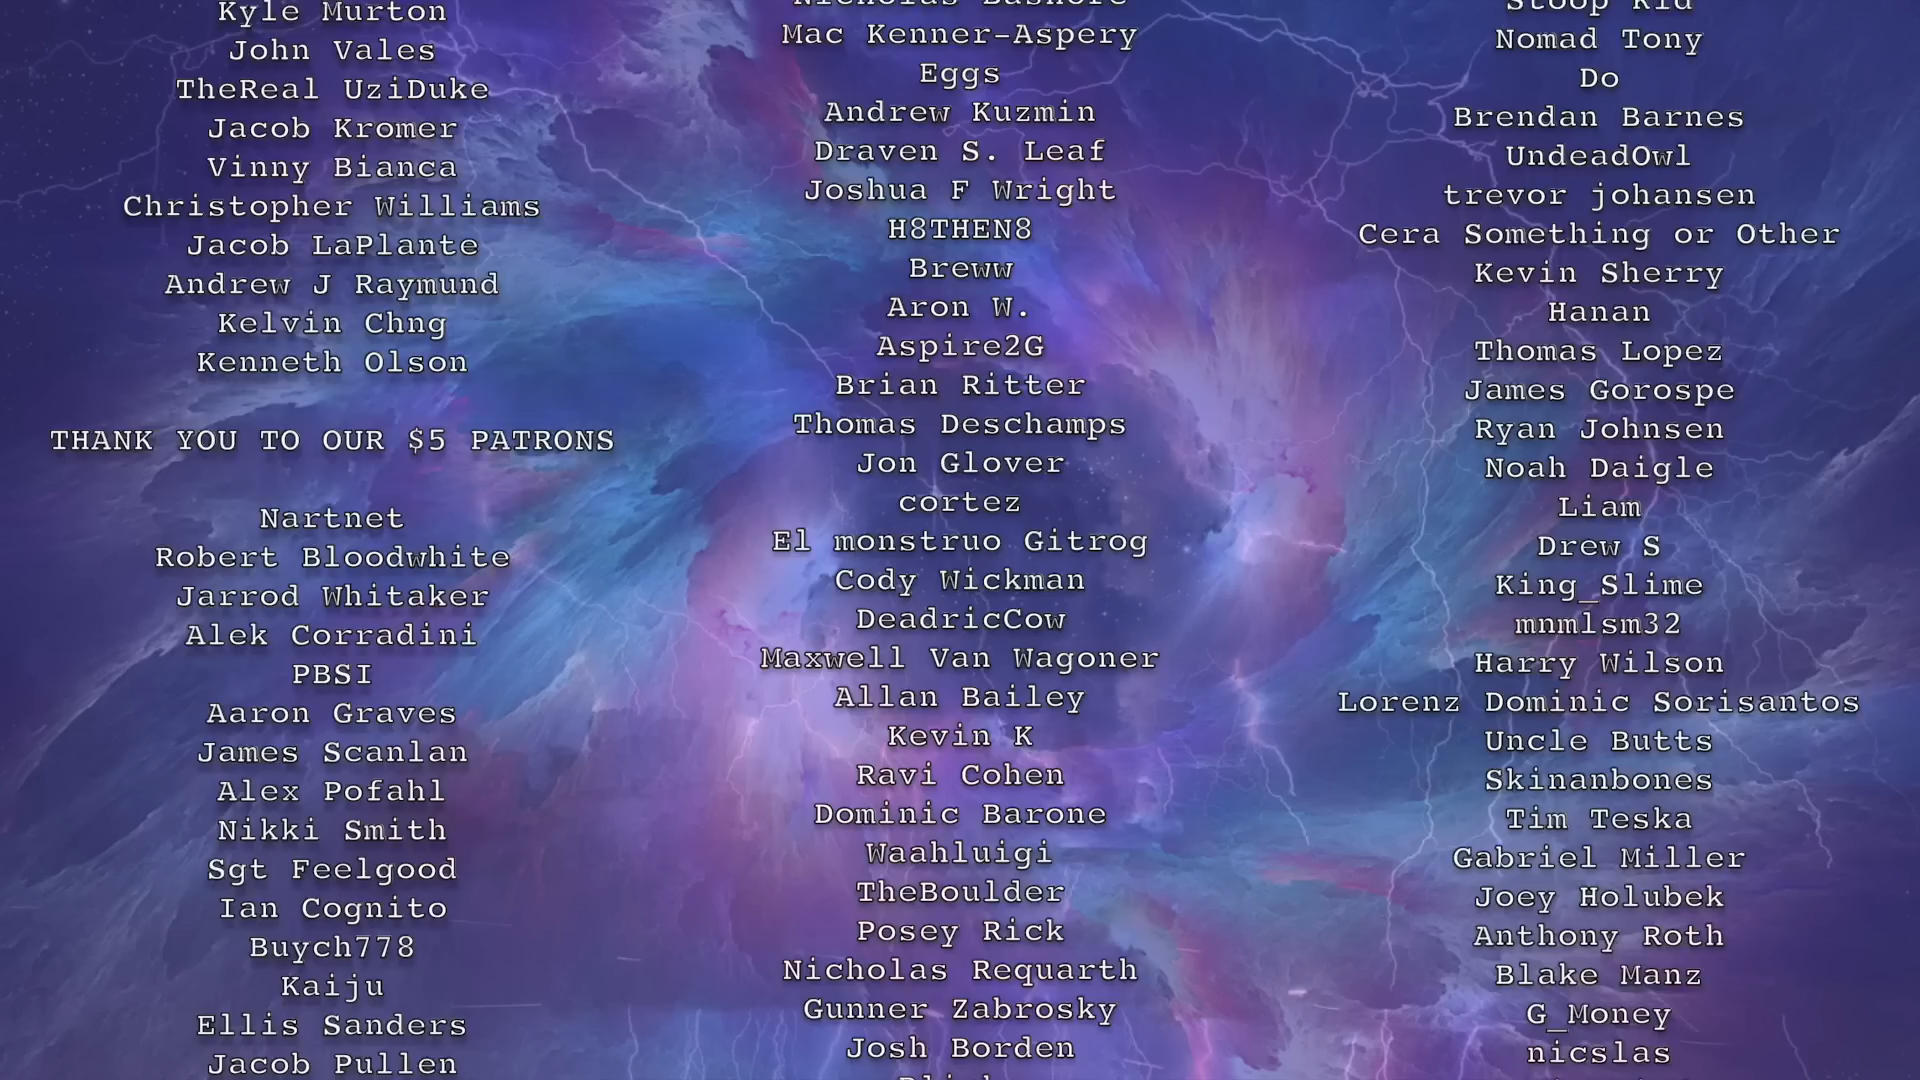 Kyle Murton
John Vales
TheReal UziDuke
Jacob Kromer
Vinny Bianca
Christopher Williams
Jacob LaPlante
Andrew J Raymund
Kelvin Chng
Kenneth Olson
THANK YOU TO OUR $5 PATRONS
Nartnet
Robert Bloodwhite
Jarrod Whitaker
Alek Corradini
PBSI
Aaron Graves
James Scanlan
Alex Pofahl
Nikki Smith
Sgt Feelgood
Ian Cognito
Buych778
Kaiju
Ellis Sanders
Jacob Pullen
Mac Kenner-Aspery
Eggs
Andrew Kuzmin
Draven S. Leaf
Joshua F Wright
H8THEN8
Breww
Aron W.
Aspire2G
Brian Ritter
Thomas Deschamps
Jon Glover
cortez
El monstruo Gitrog
Cody Wickman
DeadricCow
Maxwell Van Wagoner
Allan Bailey
Kevin K
Ravi Cohen
Dominic Barone
Waahluigi
TheBoulder
Posey Rick
Nicholas Requarth
Gunner Zabrosky
Josh Borden
Nomad Tony
Do
Brendan Barnes
UndeadOwl
trevor johansen
Cera Something or Other
Kevin Sherry
Hanan
Thomas Lopez
James Gorospe
Ryan Johnsen
Noah Daigle
Liam
Drew S
King_Slime
mnmlsm32
Harry Wilson
Lorenz Dominic Sorisantos
Uncle Butts
Skinanbones
Tim Teska
Gabriel Miller
Joey Holubek
Anthony Roth
Blake Manz
G_Money
nicslas